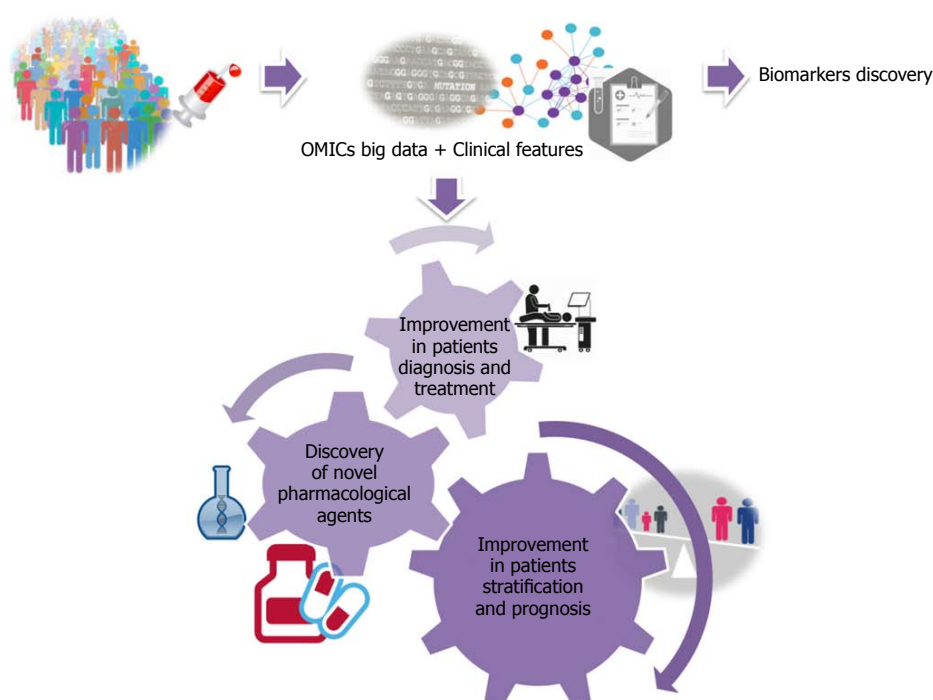 MUTATION
OMICs big data + Clinical features
Biomarkers discovery
Improvement
in patients
diagnosis and
treatment
Discovery
of novel
pharmacological
agents
Improvement
in patients
stratification
and prognosis